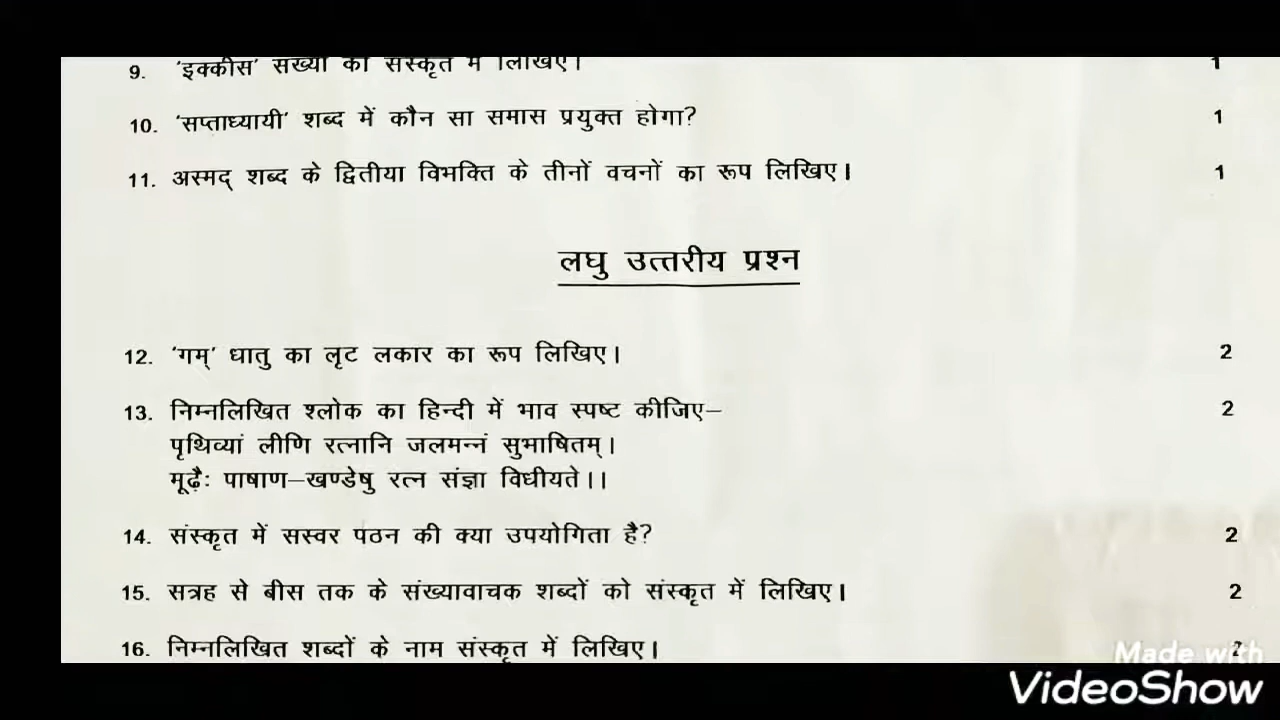 9. 'इक्कीस' संख्या को संस्कृत में लिखिए। 1
10. 'सप्ताध्यायी' शब्द में कौन सा समास प्रयुक्त होगा? 1
11. अस्मद् शब्द के द्वितीया विभक्ति के तीनों वचनों का रूप लिखिए। 1
लघु उत्तरीय प्रश्न
12. 'गम्' धातु का लृट लकार का रूप लिखिए। 2
13. निम्नलिखित श्लोक का हिन्दी में भाव स्पष्ट कीजिए– 2
पृथिव्यां लीणि रत्नानि जलमन्नं सुभाषितम्।
मूढ़ैः पाषाण–खण्डेषु रत्न संज्ञा विधीयते।।
14. संस्कृत में सस्वर पठन की क्या उपयोगिता है? 2
15. सत्रह से बीस तक के संख्यावाचक शब्दों को संस्कृत में लिखिए। 2
16. निम्नलिखित शब्दों के नाम संस्कृत में लिखिए। 2
Made with
VideoShow